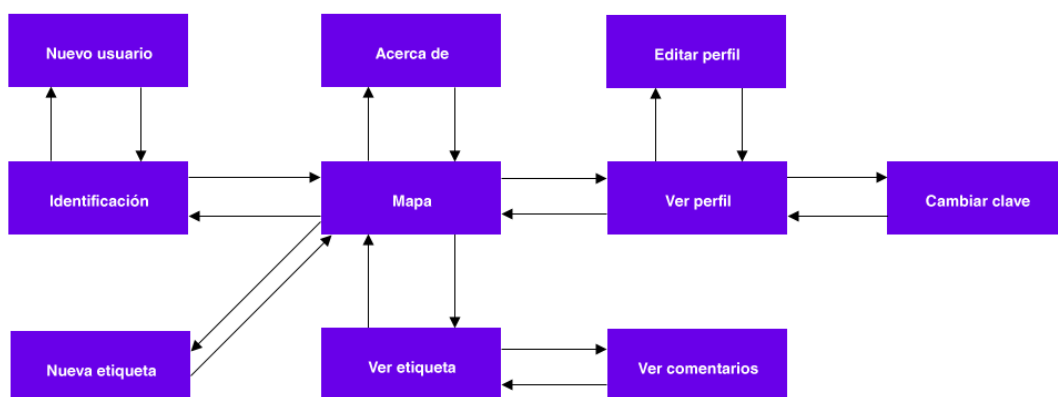 Nuevo usuario
Acerca de
Editar perfil
Identificación
Mapa
Ver perfil
Cambiar clave
Nueva etiqueta
Ver etiqueta
Ver comentarios